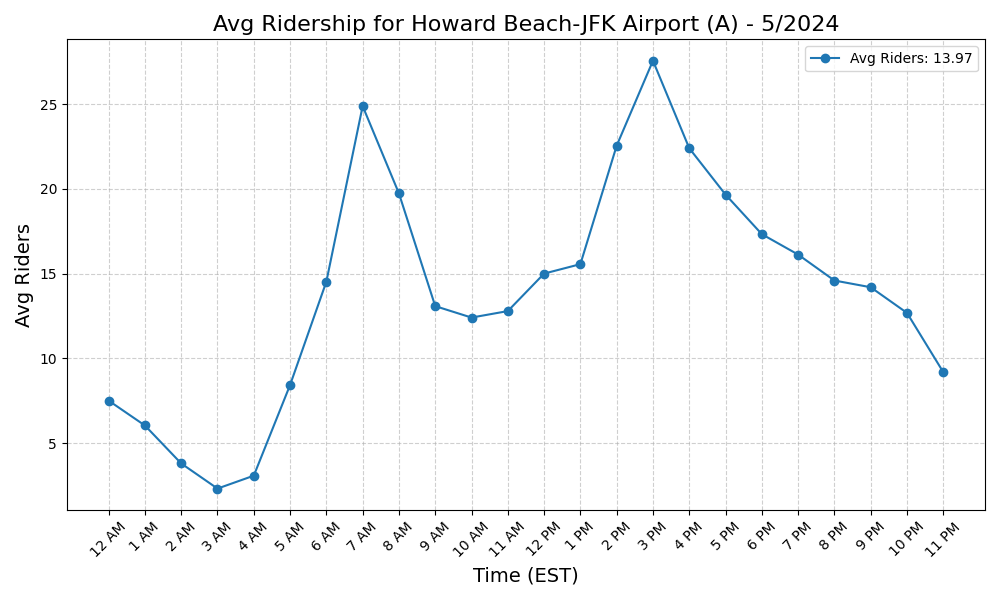 Avg Ridership for Howard Beach-JFK Airport (A) - 5/2024
Avg Riders: 13.97
Avg Riders
25
20
15
10
5
12 AM
1 AM
2 AM
3 AM
4 AM
5 AM
6 AM
7 AM
8 AM
9 AM
10 AM
11 AM
12 PM
1 PM
2 PM
3 PM
4 PM
5 PM
6 PM
7 PM
8 PM
9 PM
10 PM
11 PM
Time (EST)